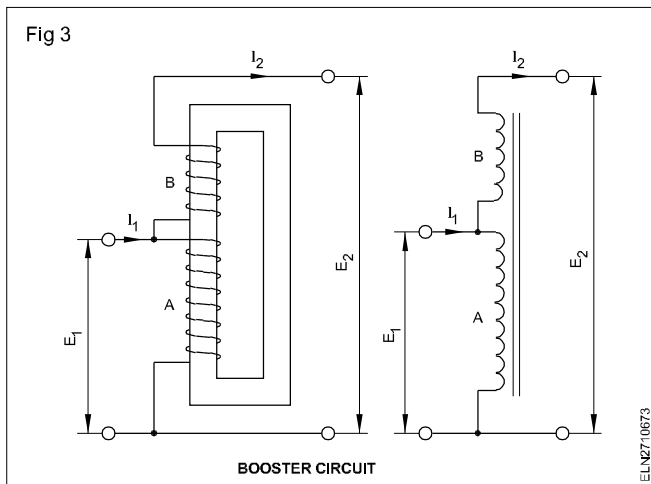 Fig 3
I2
B
I1
A
E1
E2
I2
B
I1
A
E1
E2
BOOSTER CIRCUIT
ELN2710673